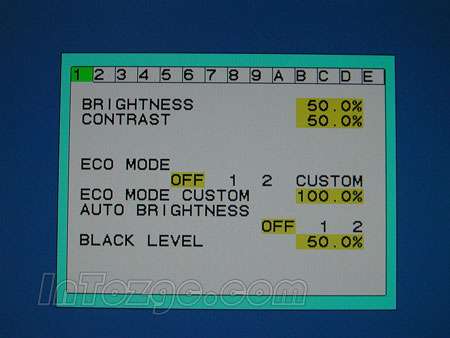 1 2 3 4 5 6 7 8 9 A B C D E
BRIGHTNESS 50.0%
CONTRAST 50.0%
ECO MODE
OFF 1 2 CUSTOM
ECO MODE CUSTOM 100.0%
AUTO BRIGHTNESS
OFF 1 2
BLACK LEVEL 50.0%
InTozgc.com